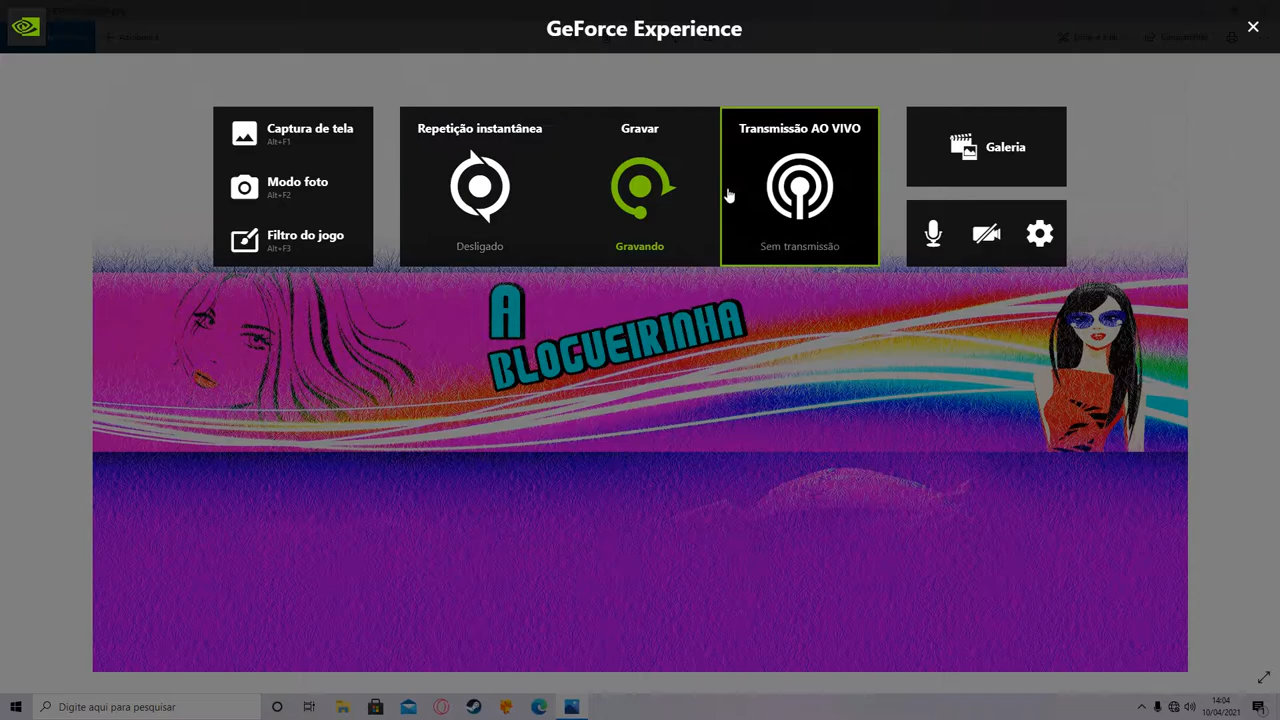 GeForce Experience
Captura de tela
Alt+F1
Modo foto
Alt+F2
Filtro do jogo
Alt+F3
Repetição instantânea
Desligado
Gravar
Gravando
Transmissão AO VIVO
Sem transmissão
Galeria
A
BLOGUEIRINHA
Digite aqui para pesquisar
14:04
10/04/2021